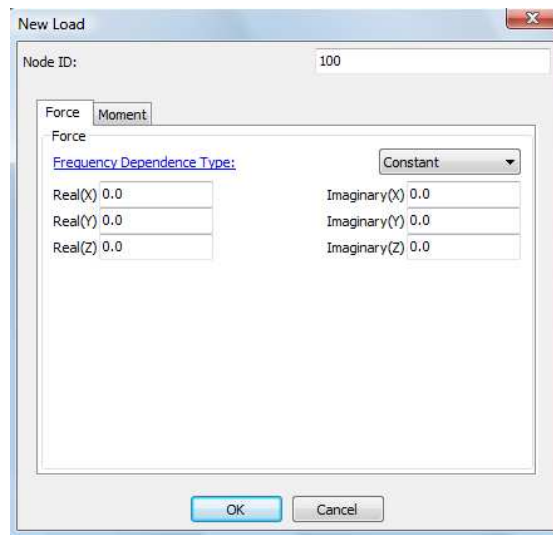 New Load
Node ID: 100
Force Moment
Force
Frequency Dependence Type: Constant
Real(X) 0.0 Imaginary(X) 0.0
Real(Y) 0.0 Imaginary(Y) 0.0
Real(Z) 0.0 Imaginary(Z) 0.0
OK Cancel